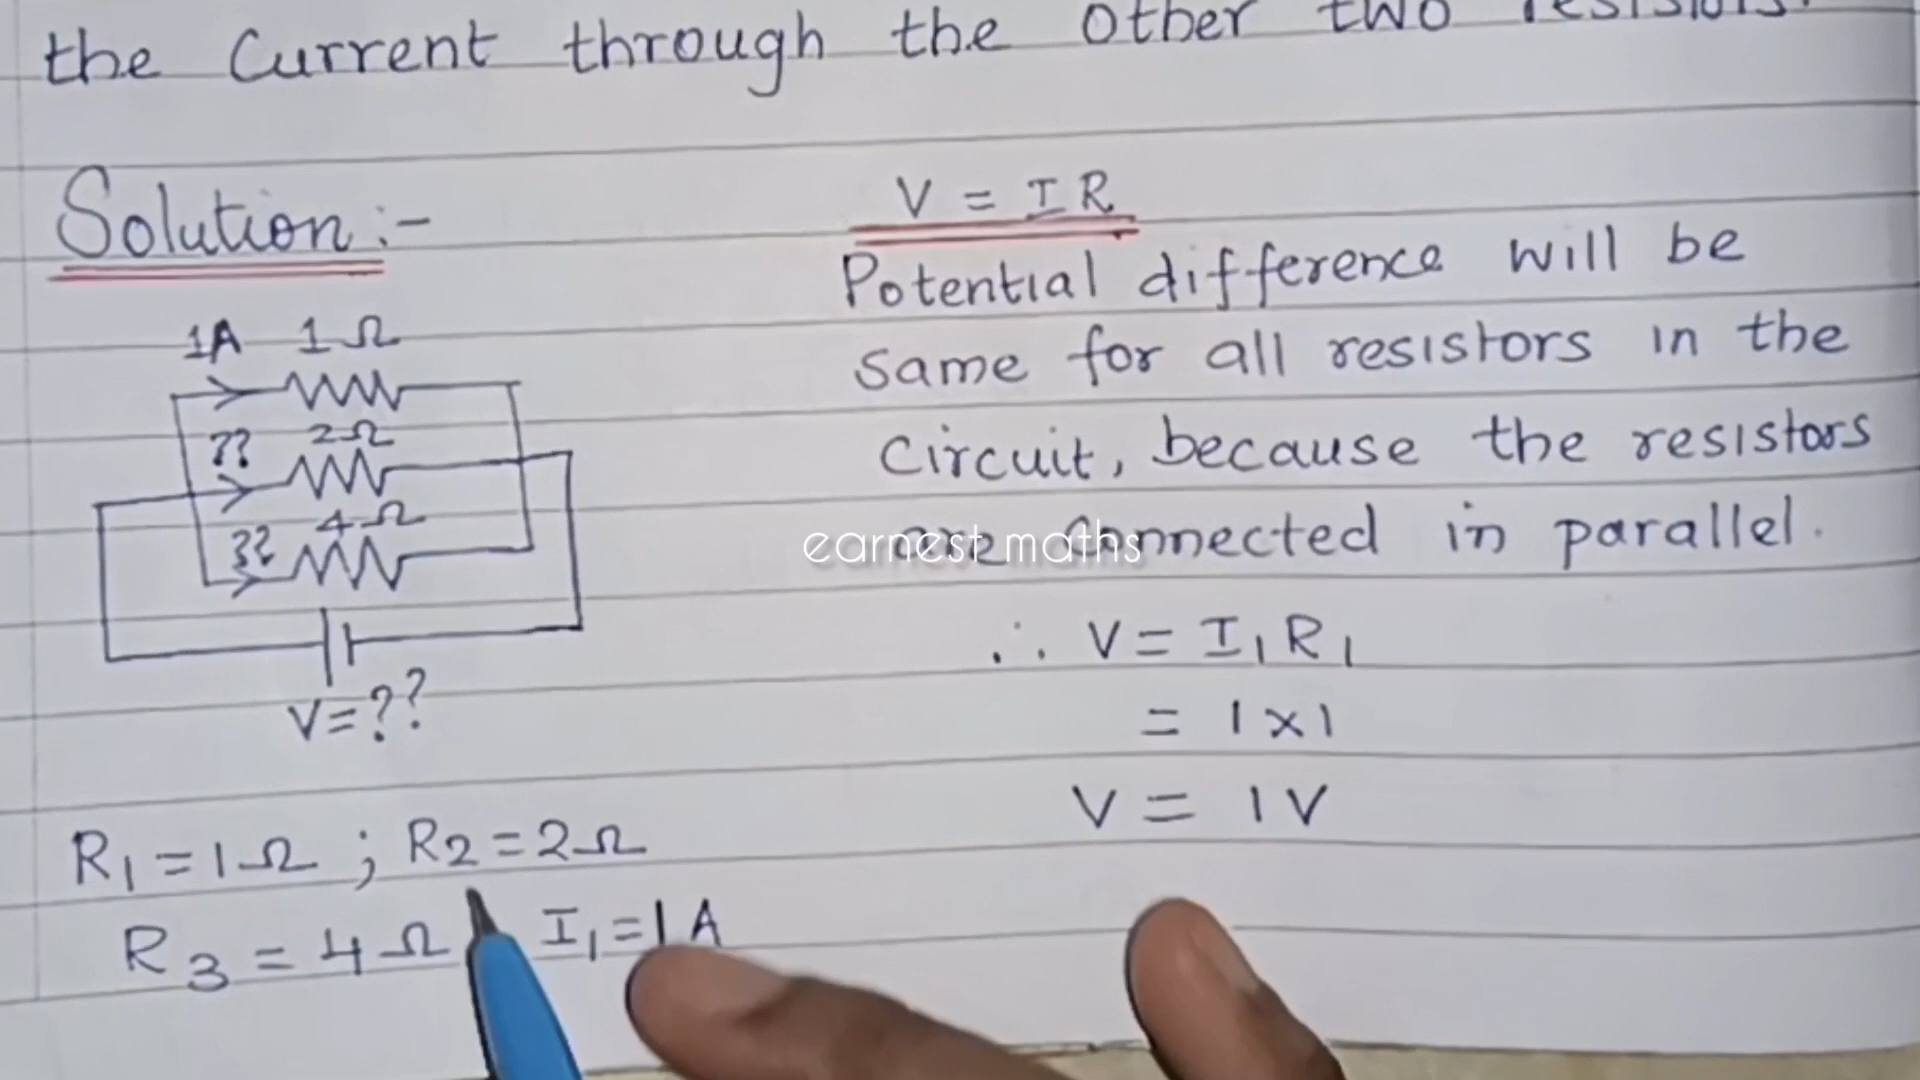 the Current through the Other two resistors.
Solution :-
V = IR
Potential difference will be
same for all resistors in the
circuit, because the resistors
are connected in parallel.
earnest maths
1A 1Ω
?? 2Ω
?? 4Ω
V=??
∴ V = I₁R₁
= 1×1
V = 1V
R₁=1Ω ; R2=2Ω
R3 = 4Ω I₁=1A